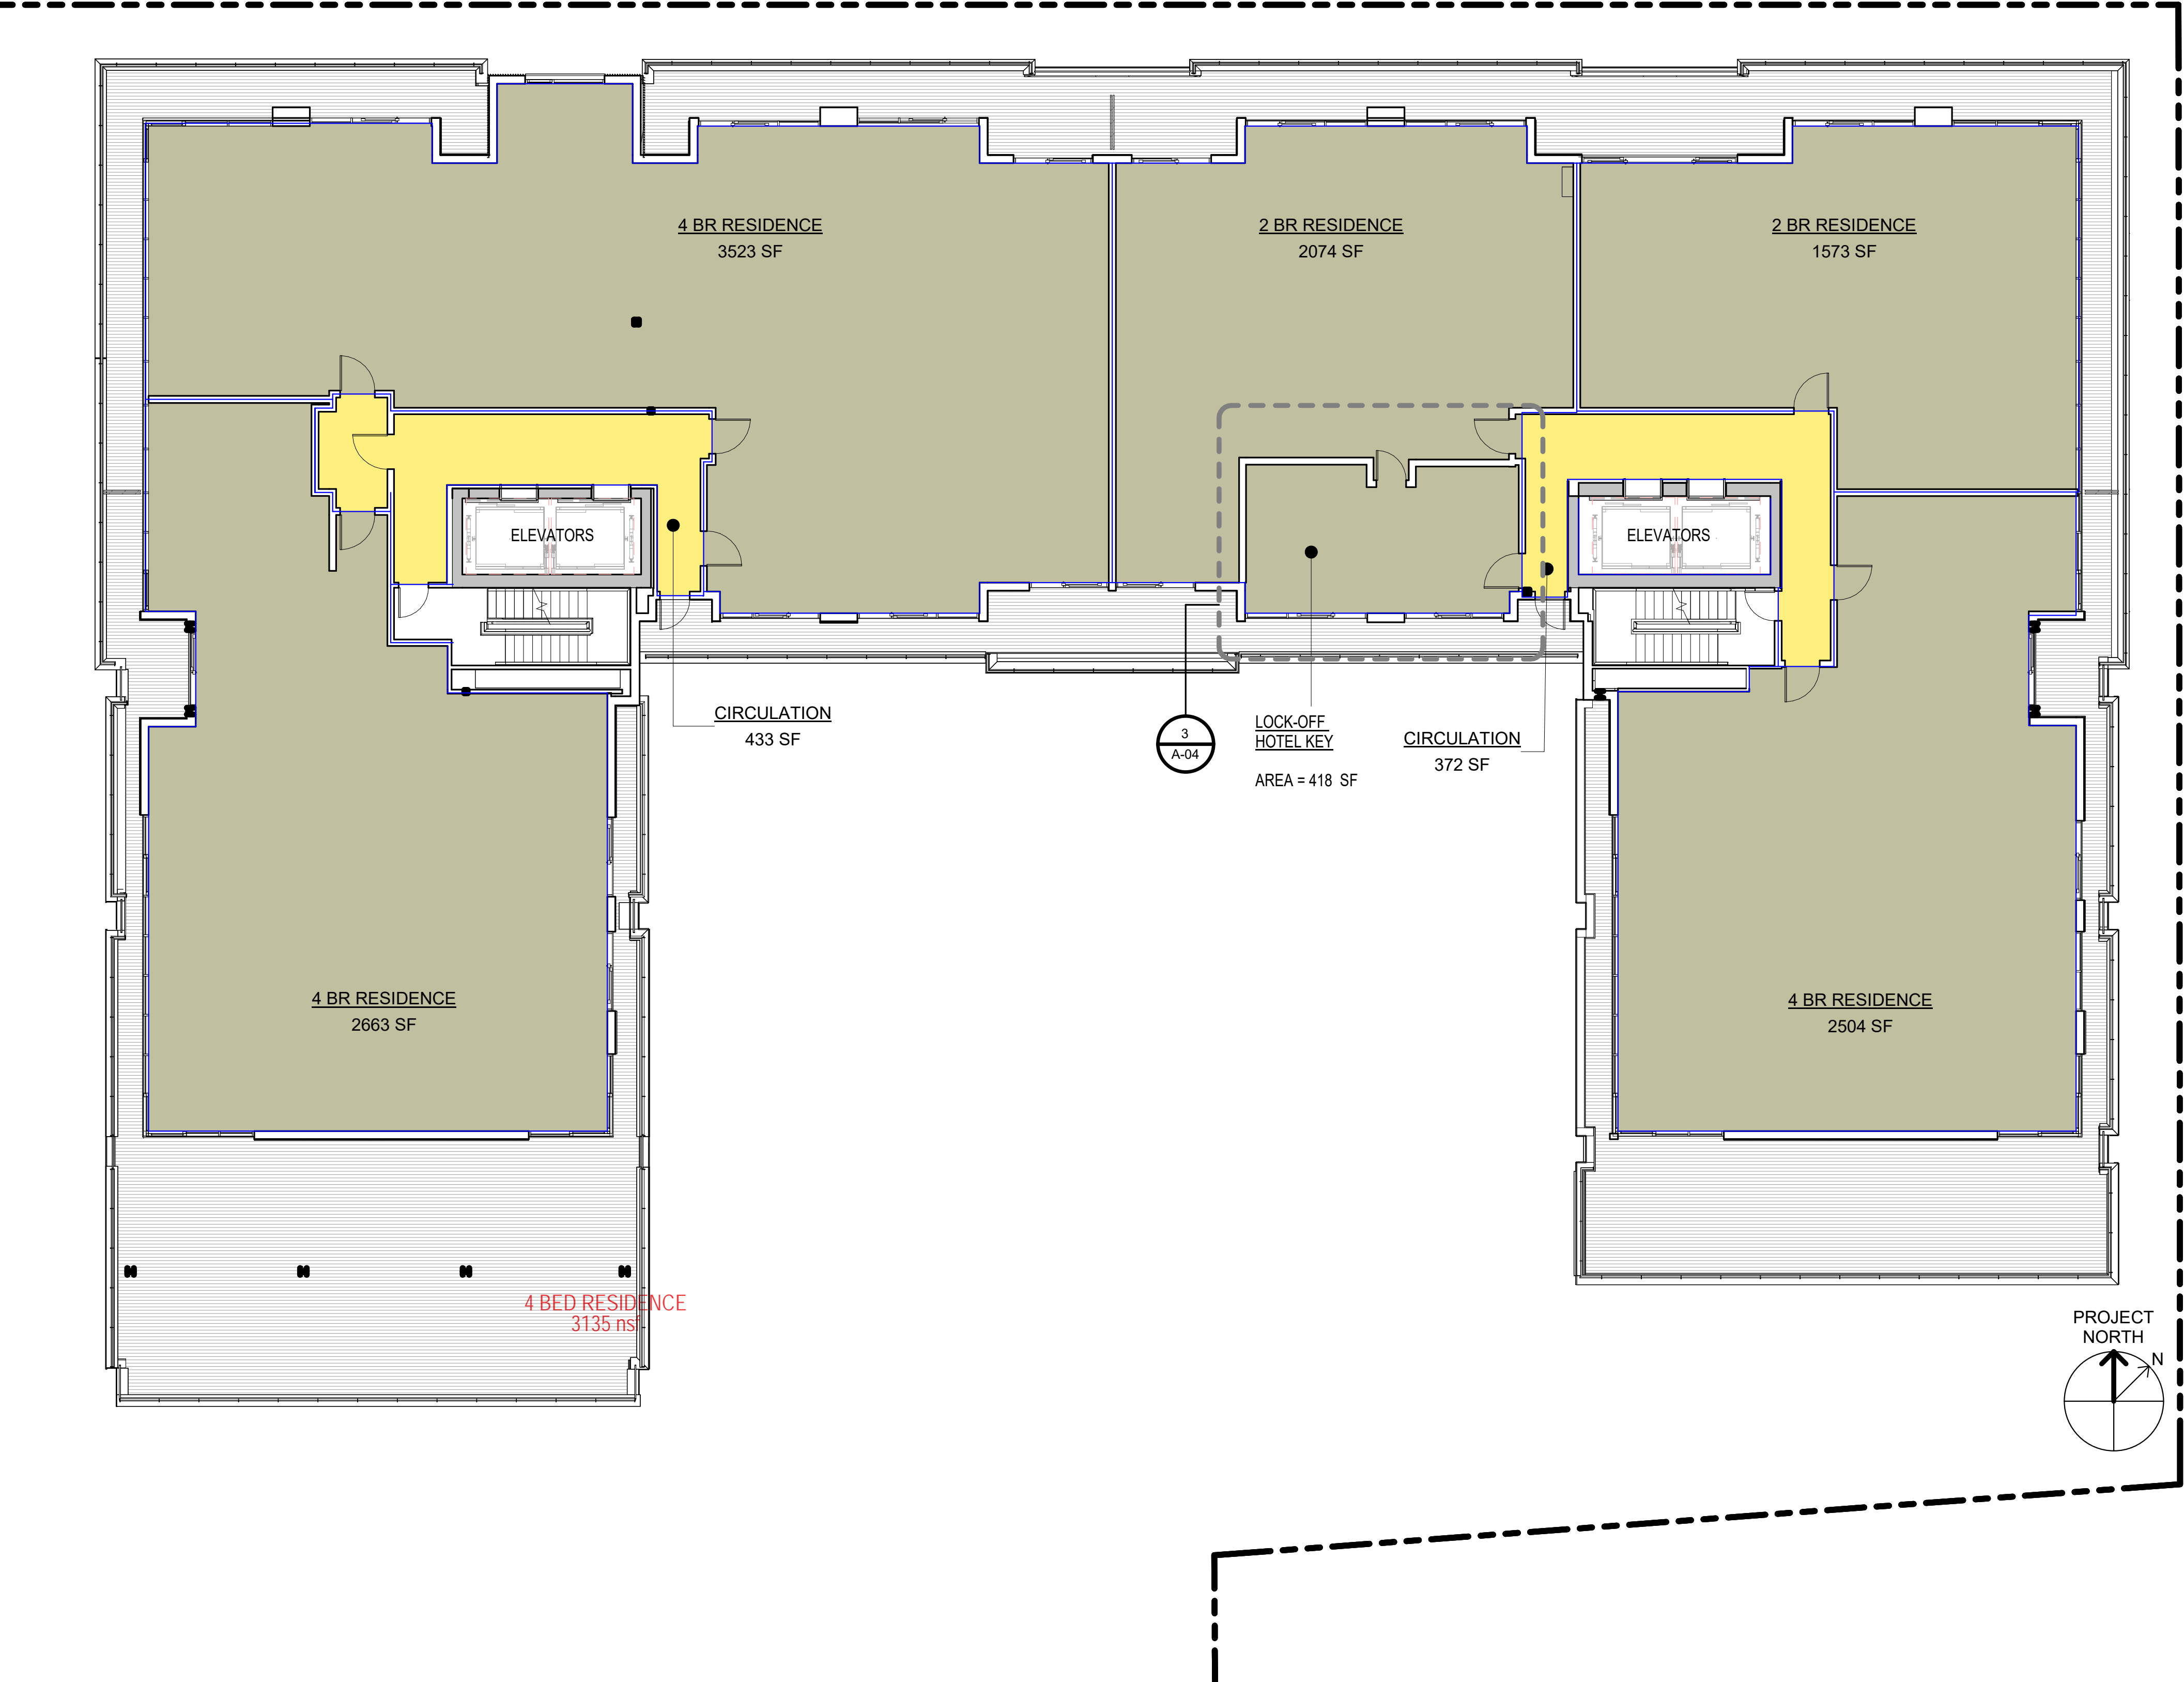 4 BR RESIDENCE
3523 SF
2 BR RESIDENCE
2074 SF
2 BR RESIDENCE
1573 SF
ELEVATORS
ELEVATORS
CIRCULATION
433 SF
3
A-04
LOCK-OFF
HOTEL KEY
AREA = 418 SF
CIRCULATION
372 SF
4 BR RESIDENCE
2663 SF
4 BR RESIDENCE
2504 SF
4 BED RESIDENCE
3135 nsf
PROJECT
NORTH
N